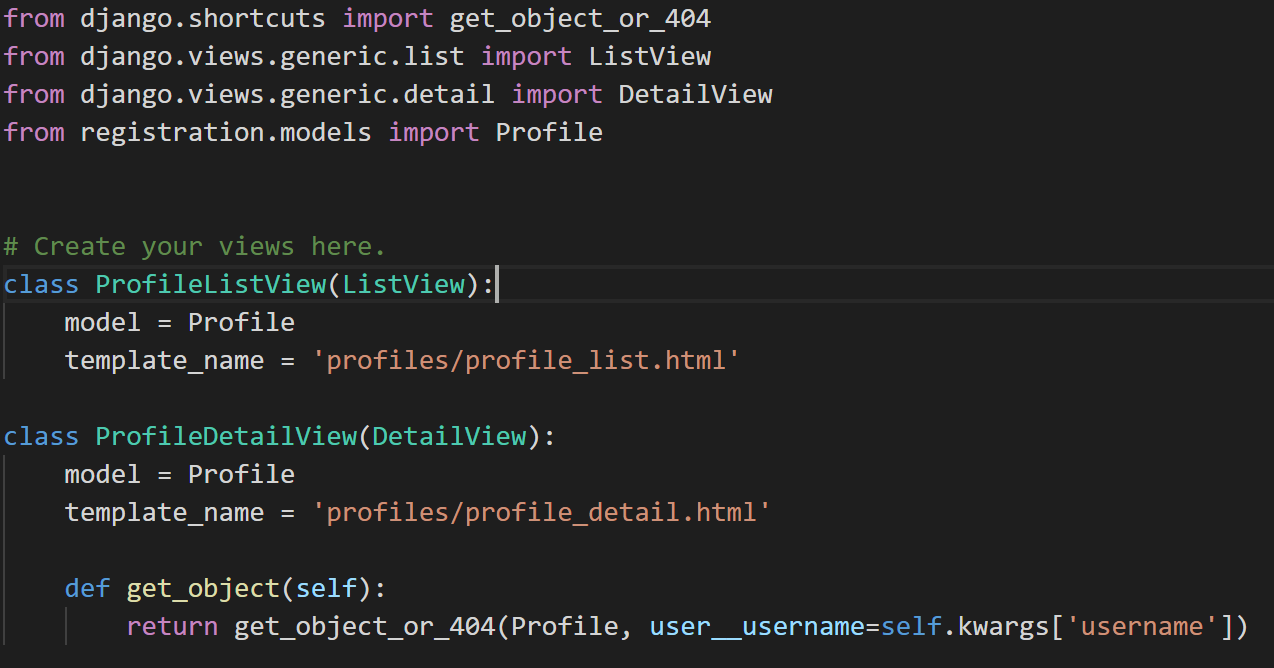 from django.shortcuts import get_object_or_404
from django.views.generic.list import ListView
from django.views.generic.detail import DetailView
from registration.models import Profile
# Create your views here.
class ProfileListView(ListView):
    model = Profile
    template_name = 'profiles/profile_list.html'
class ProfileDetailView(DetailView):
    model = Profile
    template_name = 'profiles/profile_detail.html'
    def get_object(self):
        return get_object_or_404(Profile, user__username=self.kwargs['username'])